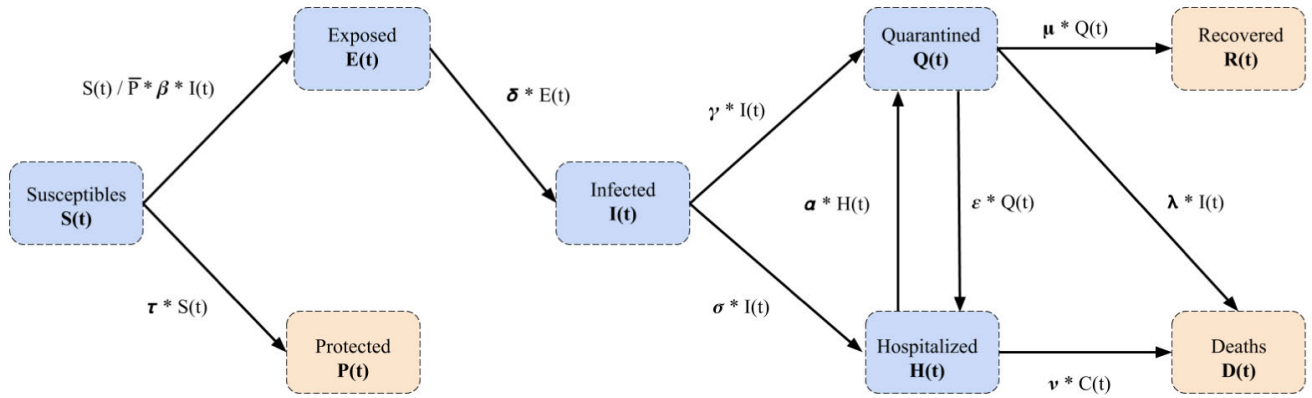 Exposed
E(t)
S(t) / P̅ * β * I(t)
δ * E(t)
Susceptibles
S(t)
τ * S(t)
Protected
P(t)
Infected
I(t)
γ * I(t)
σ * I(t)
Quarantined
Q(t)
μ * Q(t)
Recovered
R(t)
α * H(t)
ε * Q(t)
λ * I(t)
Hospitalized
H(t)
ν * C(t)
Deaths
D(t)